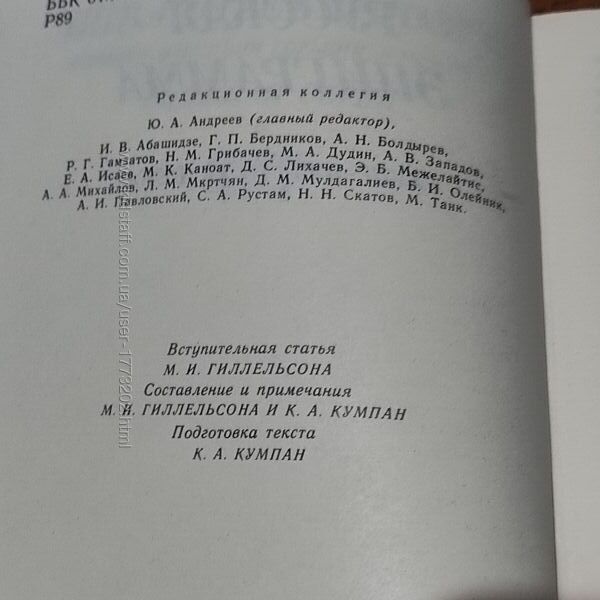 ББК
Р89
Редакционная коллегия
Ю. А. Андреев (главный редактор),
И. В. Абашидзе, Г. П. Бердников, А. Н. Болдырев,
Р. Г. Гамзатов, Н. М. Грибачев, М. А. Дудин, А. В. Западов,
Е. А. Исаев, М. К. Каноат, Д. С. Лихачев, Э. Б. Межелайтис,
А. А. Михайлов, Л. М. Мкртчян, Д. М. Мулдагалиев, Б. И. Олейник,
А. И. Павловский, С. А. Рустам, Н. Н. Скатов, М. Танк.
Вступительная статья
М. И. ГИЛЛЕЛЬСОНА
Составление и примечания
М. И. ГИЛЛЕЛЬСОНА И К. А. КУМПАН
Подготовка текста
К. А. КУМПАН